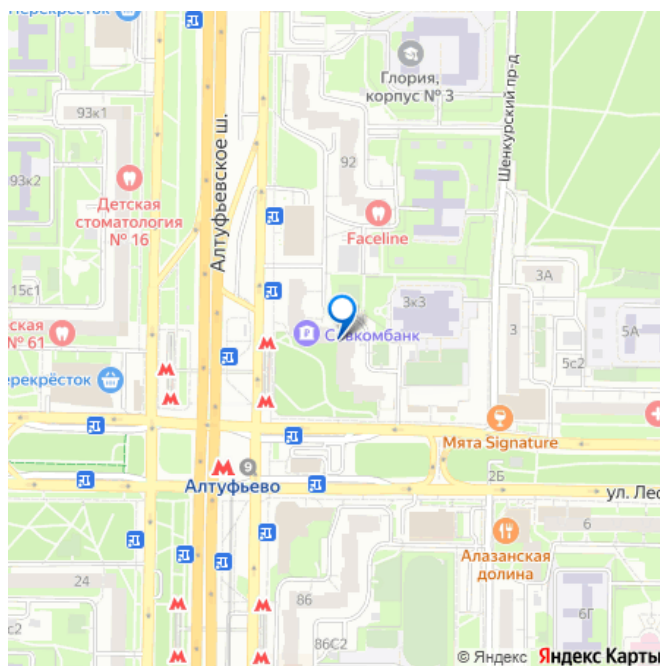 Перекрёсток
93к1
Глория,
корпус № 3
Шенкурский пр-д
92
93к2
Детская
стоматология
№ 16
Алтуфьевское ш.
Faceline
15с1
3к3
3А
ская
№ 61
Совкомбанк
3
5А
5с2
ерекрёсток
Мята Signature
9
Алтуфьево
2Б
ул. Лес
6
Алазанская
долина
24
86
6Г
с2
86С2
© Яндекс Яндекс Карты